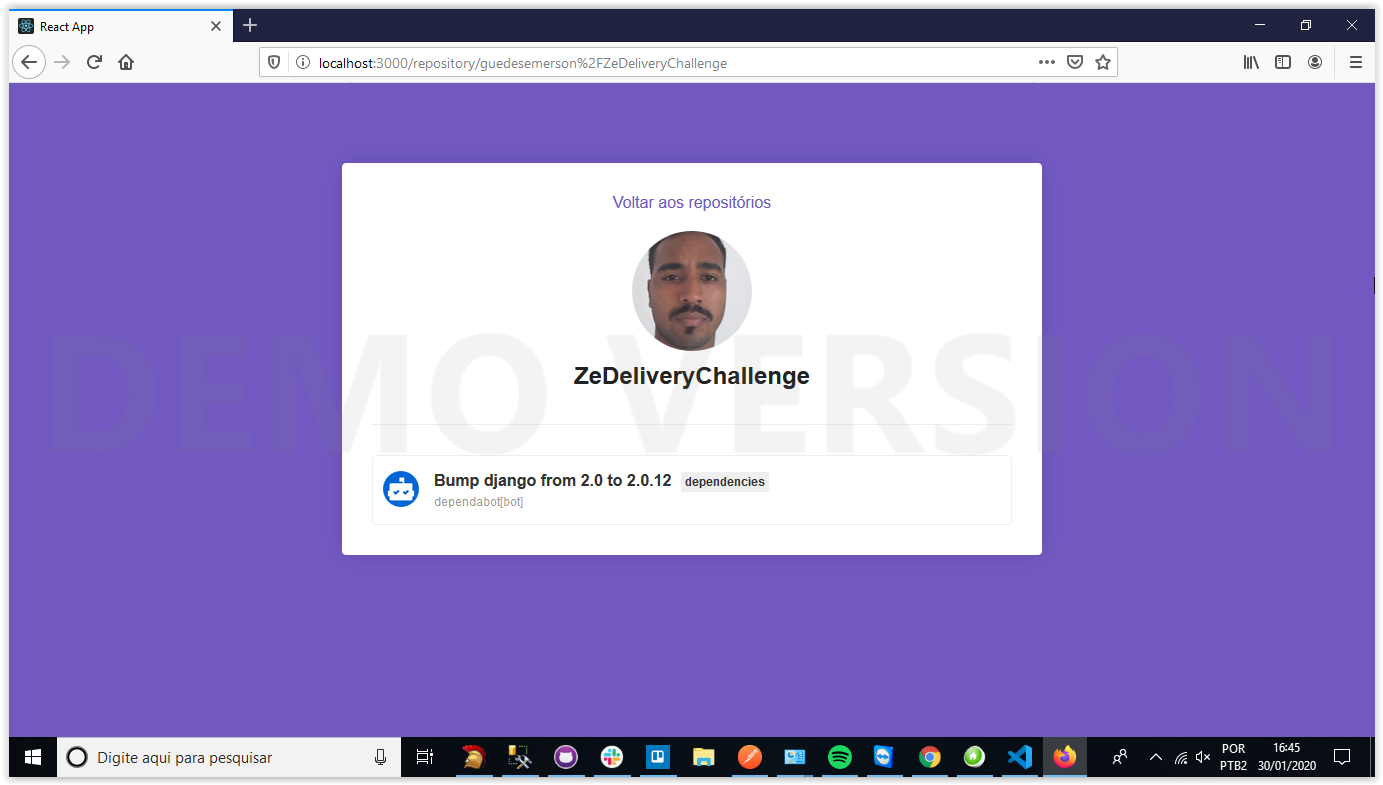 React App
localhost:3000/repository/guedesemerson%2FZeDeliveryChallenge
Voltar aos repositórios
ZeDeliveryChallenge
DEMO VERSION
Bump django from 2.0 to 2.0.12 dependencies
dependabot[bot]
Digite aqui para pesquisar
POR
PTB2
16:45
30/01/2020